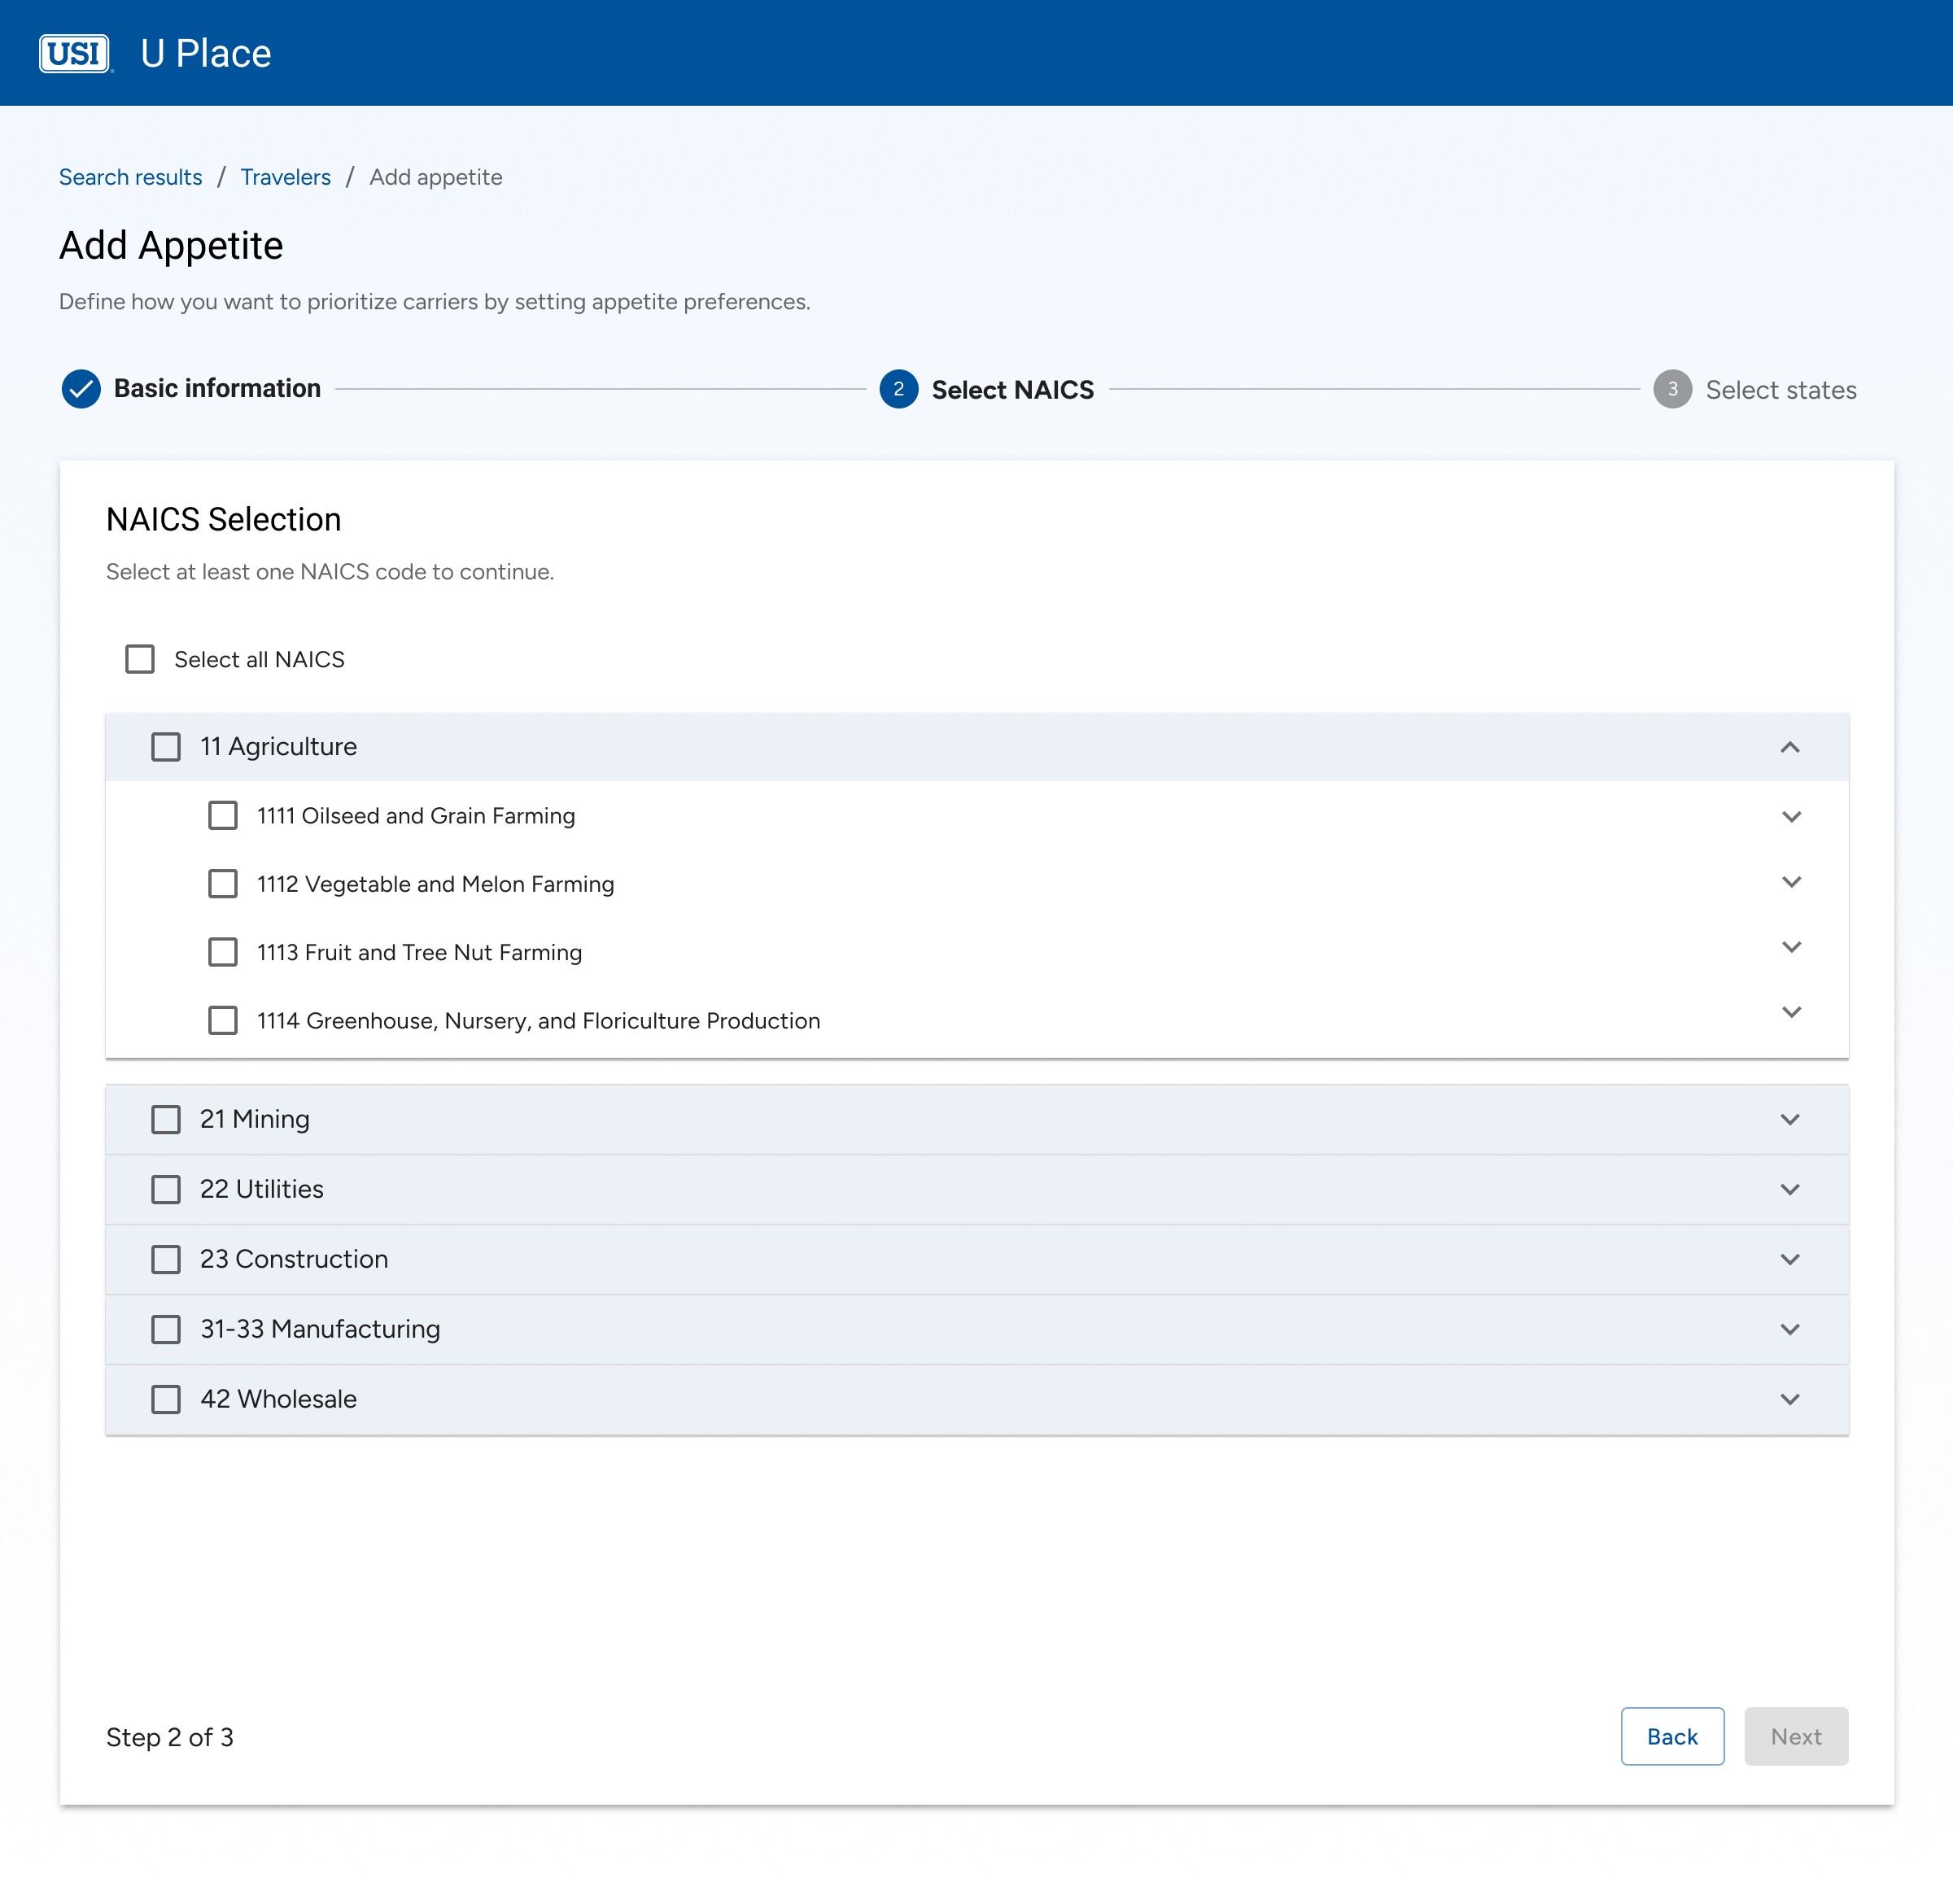 USI U Place
Search results / Travelers / Add appetite
Add Appetite
Define how you want to prioritize carriers by setting appetite preferences.
Basic information 2 Select NAICS 3 Select states
NAICS Selection
Select at least one NAICS code to continue.
Select all NAICS
11 Agriculture
1111 Oilseed and Grain Farming
1112 Vegetable and Melon Farming
1113 Fruit and Tree Nut Farming
1114 Greenhouse, Nursery, and Floriculture Production
21 Mining
22 Utilities
23 Construction
31-33 Manufacturing
42 Wholesale
Step 2 of 3 Back Next